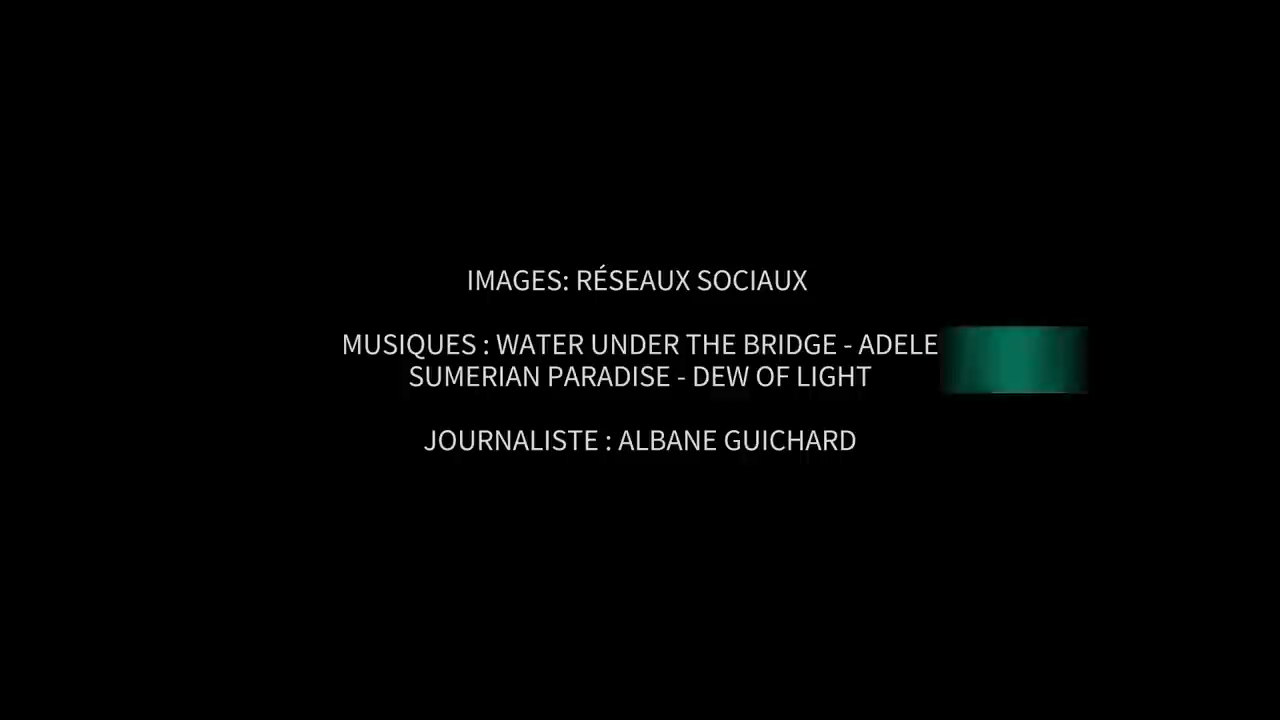 IMAGES: RÉSEAUX SOCIAUX
MUSIQUES : WATER UNDER THE BRIDGE - ADELE
SUMERIAN PARADISE - DEW OF LIGHT
JOURNALISTE : ALBANE GUICHARD